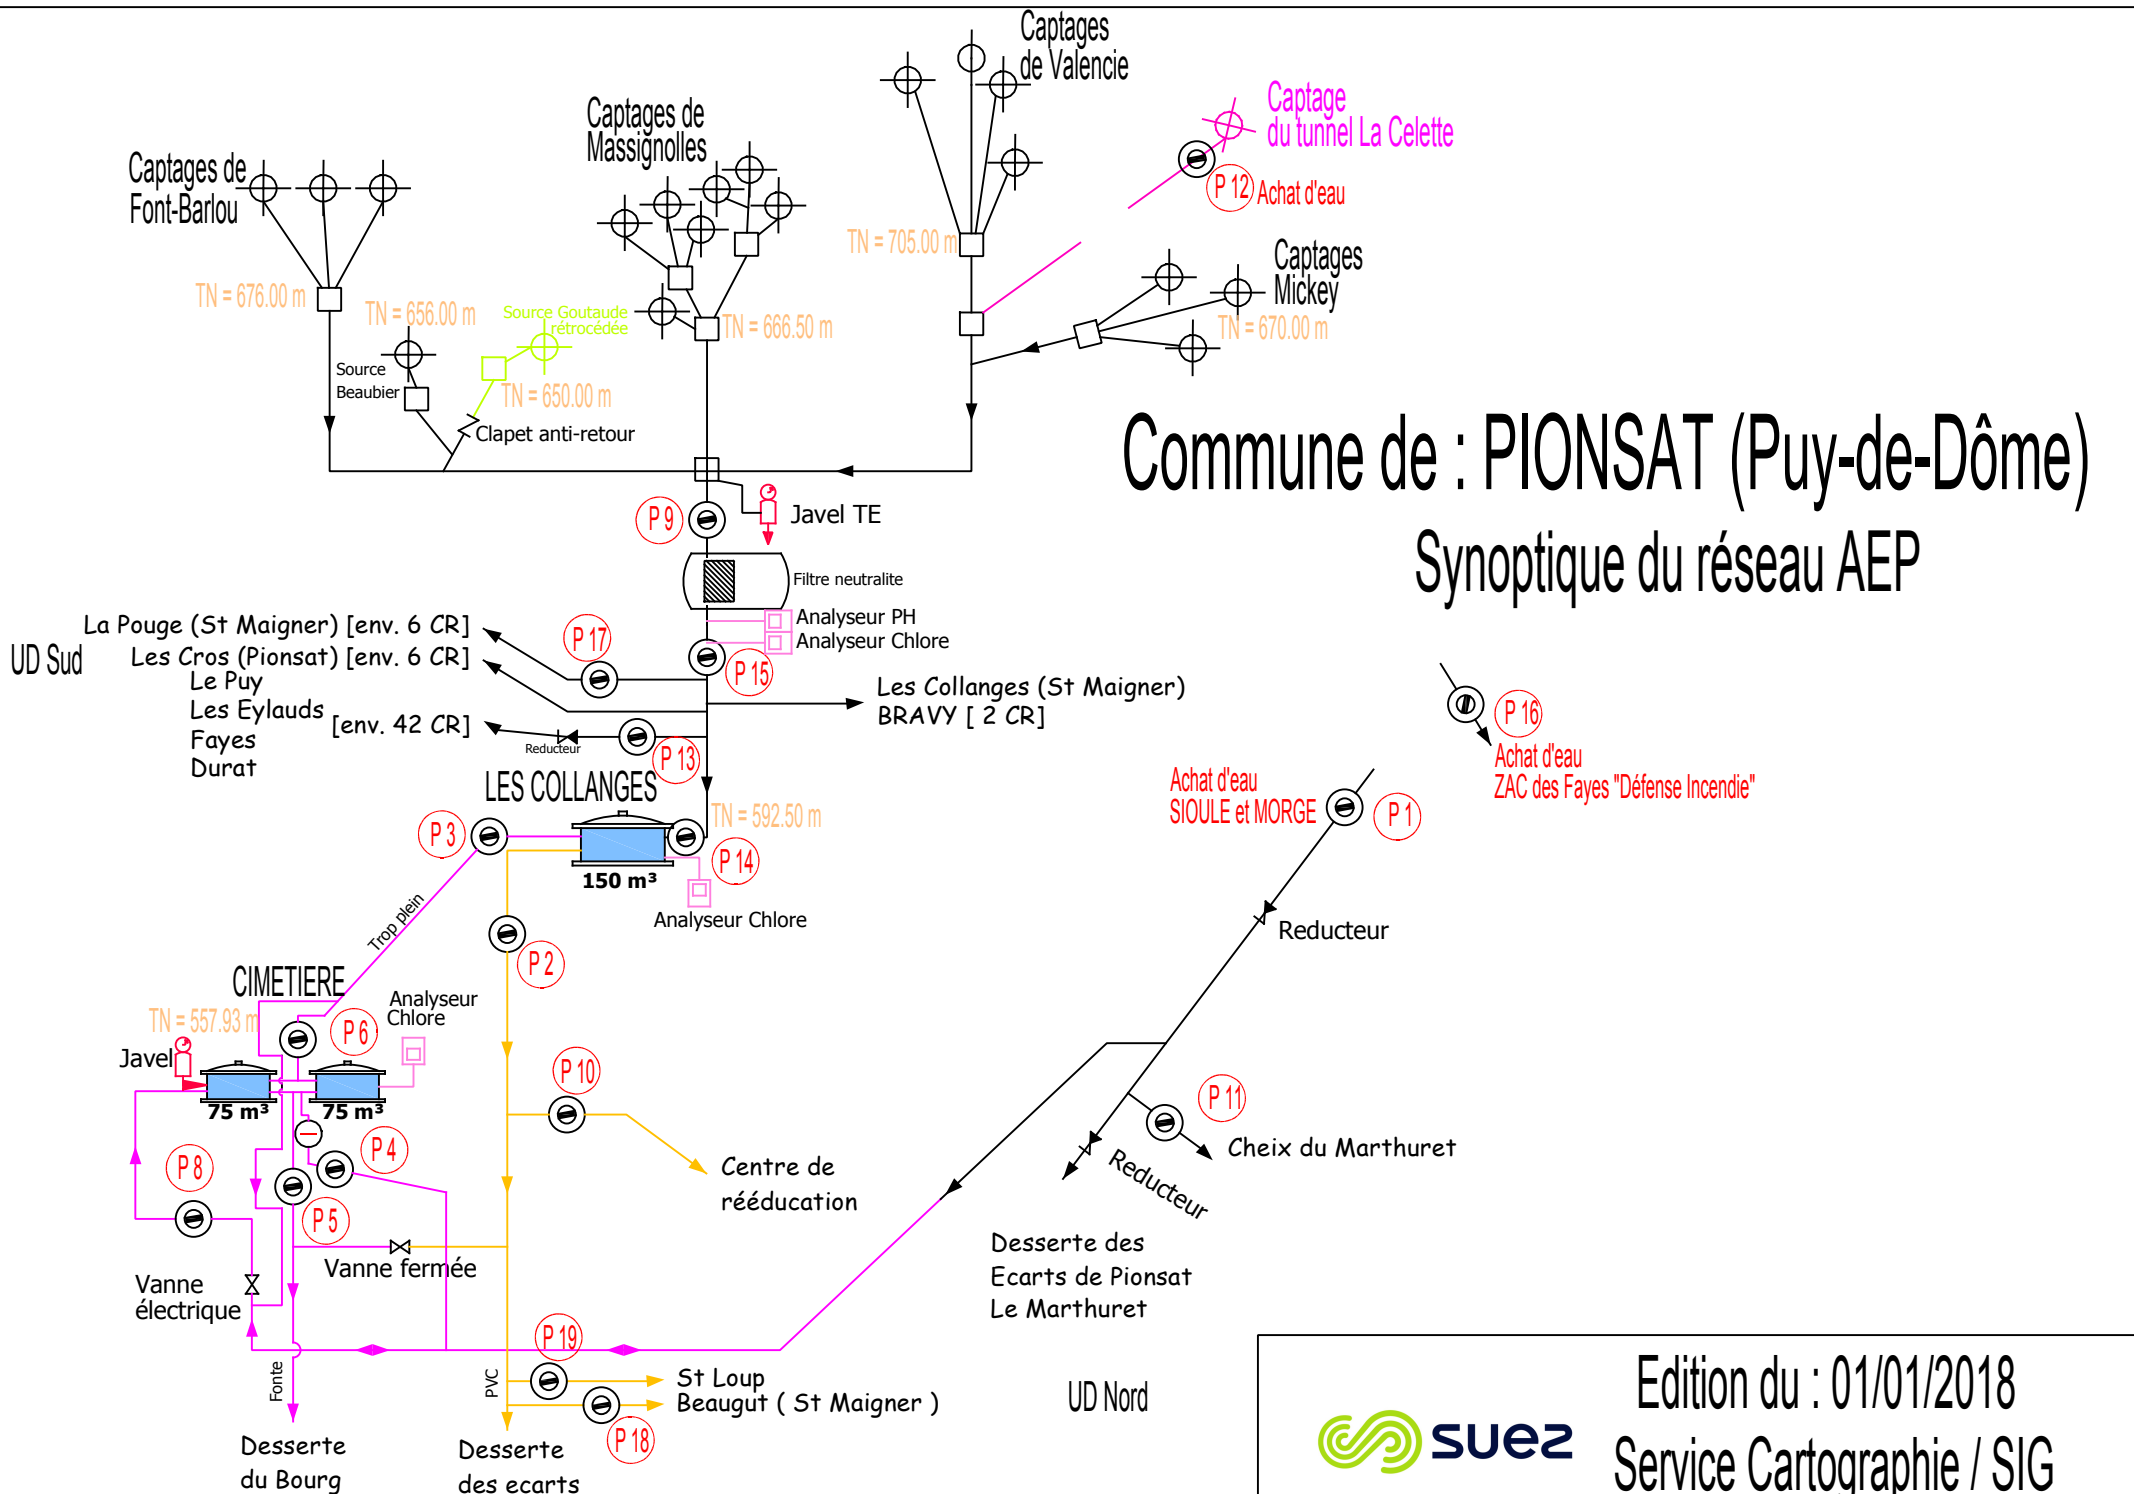 Captages
de Valencie
Captage
du tunnel La Celette
P 12
Achat d'eau
Captages de
Massignolles
Captages de
Font-Barlou
TN = 705.00 m
Captages
Mickey
TN = 670.00 m
TN = 676.00 m
TN = 656.00 m
Source Goutaude
rétrocédée
TN = 666.50 m
Source
Beaubier
TN = 650.00 m
Clapet anti-retour
Commune de : PIONSAT (Puy-de-Dôme)
Synoptique du réseau AEP
P 9
Javel TE
Filtre neutralite
Analyseur PH
Analyseur Chlore
La Pouge (St Maigner) [env. 6 CR]
P 17
UD Sud
Les Cros (Pionsat) [env. 6 CR]
P 15
Le Puy
Les Eylauds
Fayes
Durat
[env. 42 CR]
Reducteur
P 13
Les Collanges (St Maigner)
BRAVY [ 2 CR]
P 16
Achat d'eau
ZAC des Fayes "Défense Incendie"
Achat d'eau
SIOULE et MORGE
P 1
LES COLLANGES
TN = 592.50 m
P 3
P 14
150 m³
Analyseur Chlore
Trop plein
P 2
Reducteur
CIMETIERE
TN = 557.93 m
Analyseur
Chlore
P 6
Javel
75 m³
75 m³
P 10
P 11
Cheix du Marthuret
P 4
P 8
Centre de
rééducation
Reducteur
P 5
Vanne fermée
Vanne
électrique
Desserte des
Ecarts de Pionsat
Le Marthuret
P 19
Fonte
PVC
St Loup
Beaugut ( St Maigner )
P 18
UD Nord
Desserte
du Bourg
Desserte
des ecarts
suez
Edition du : 01/01/2018
Service Cartographie / SIG